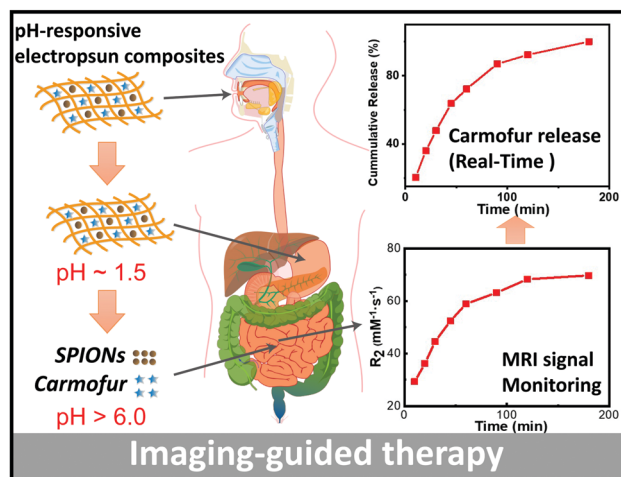 pH-responsive
electropsun composites
pH ~ 1.5
SPIONs
Carmofur
pH > 6.0
Cummulative Release (%)
80
40
Carmofur release
(Real-Time )
0
100
200
Time (min)
R₂ (mM⁻¹·s⁻¹)
80
60
40
20
MRI signal
Monitoring
0
100
200
Time (min)
Imaging-guided therapy